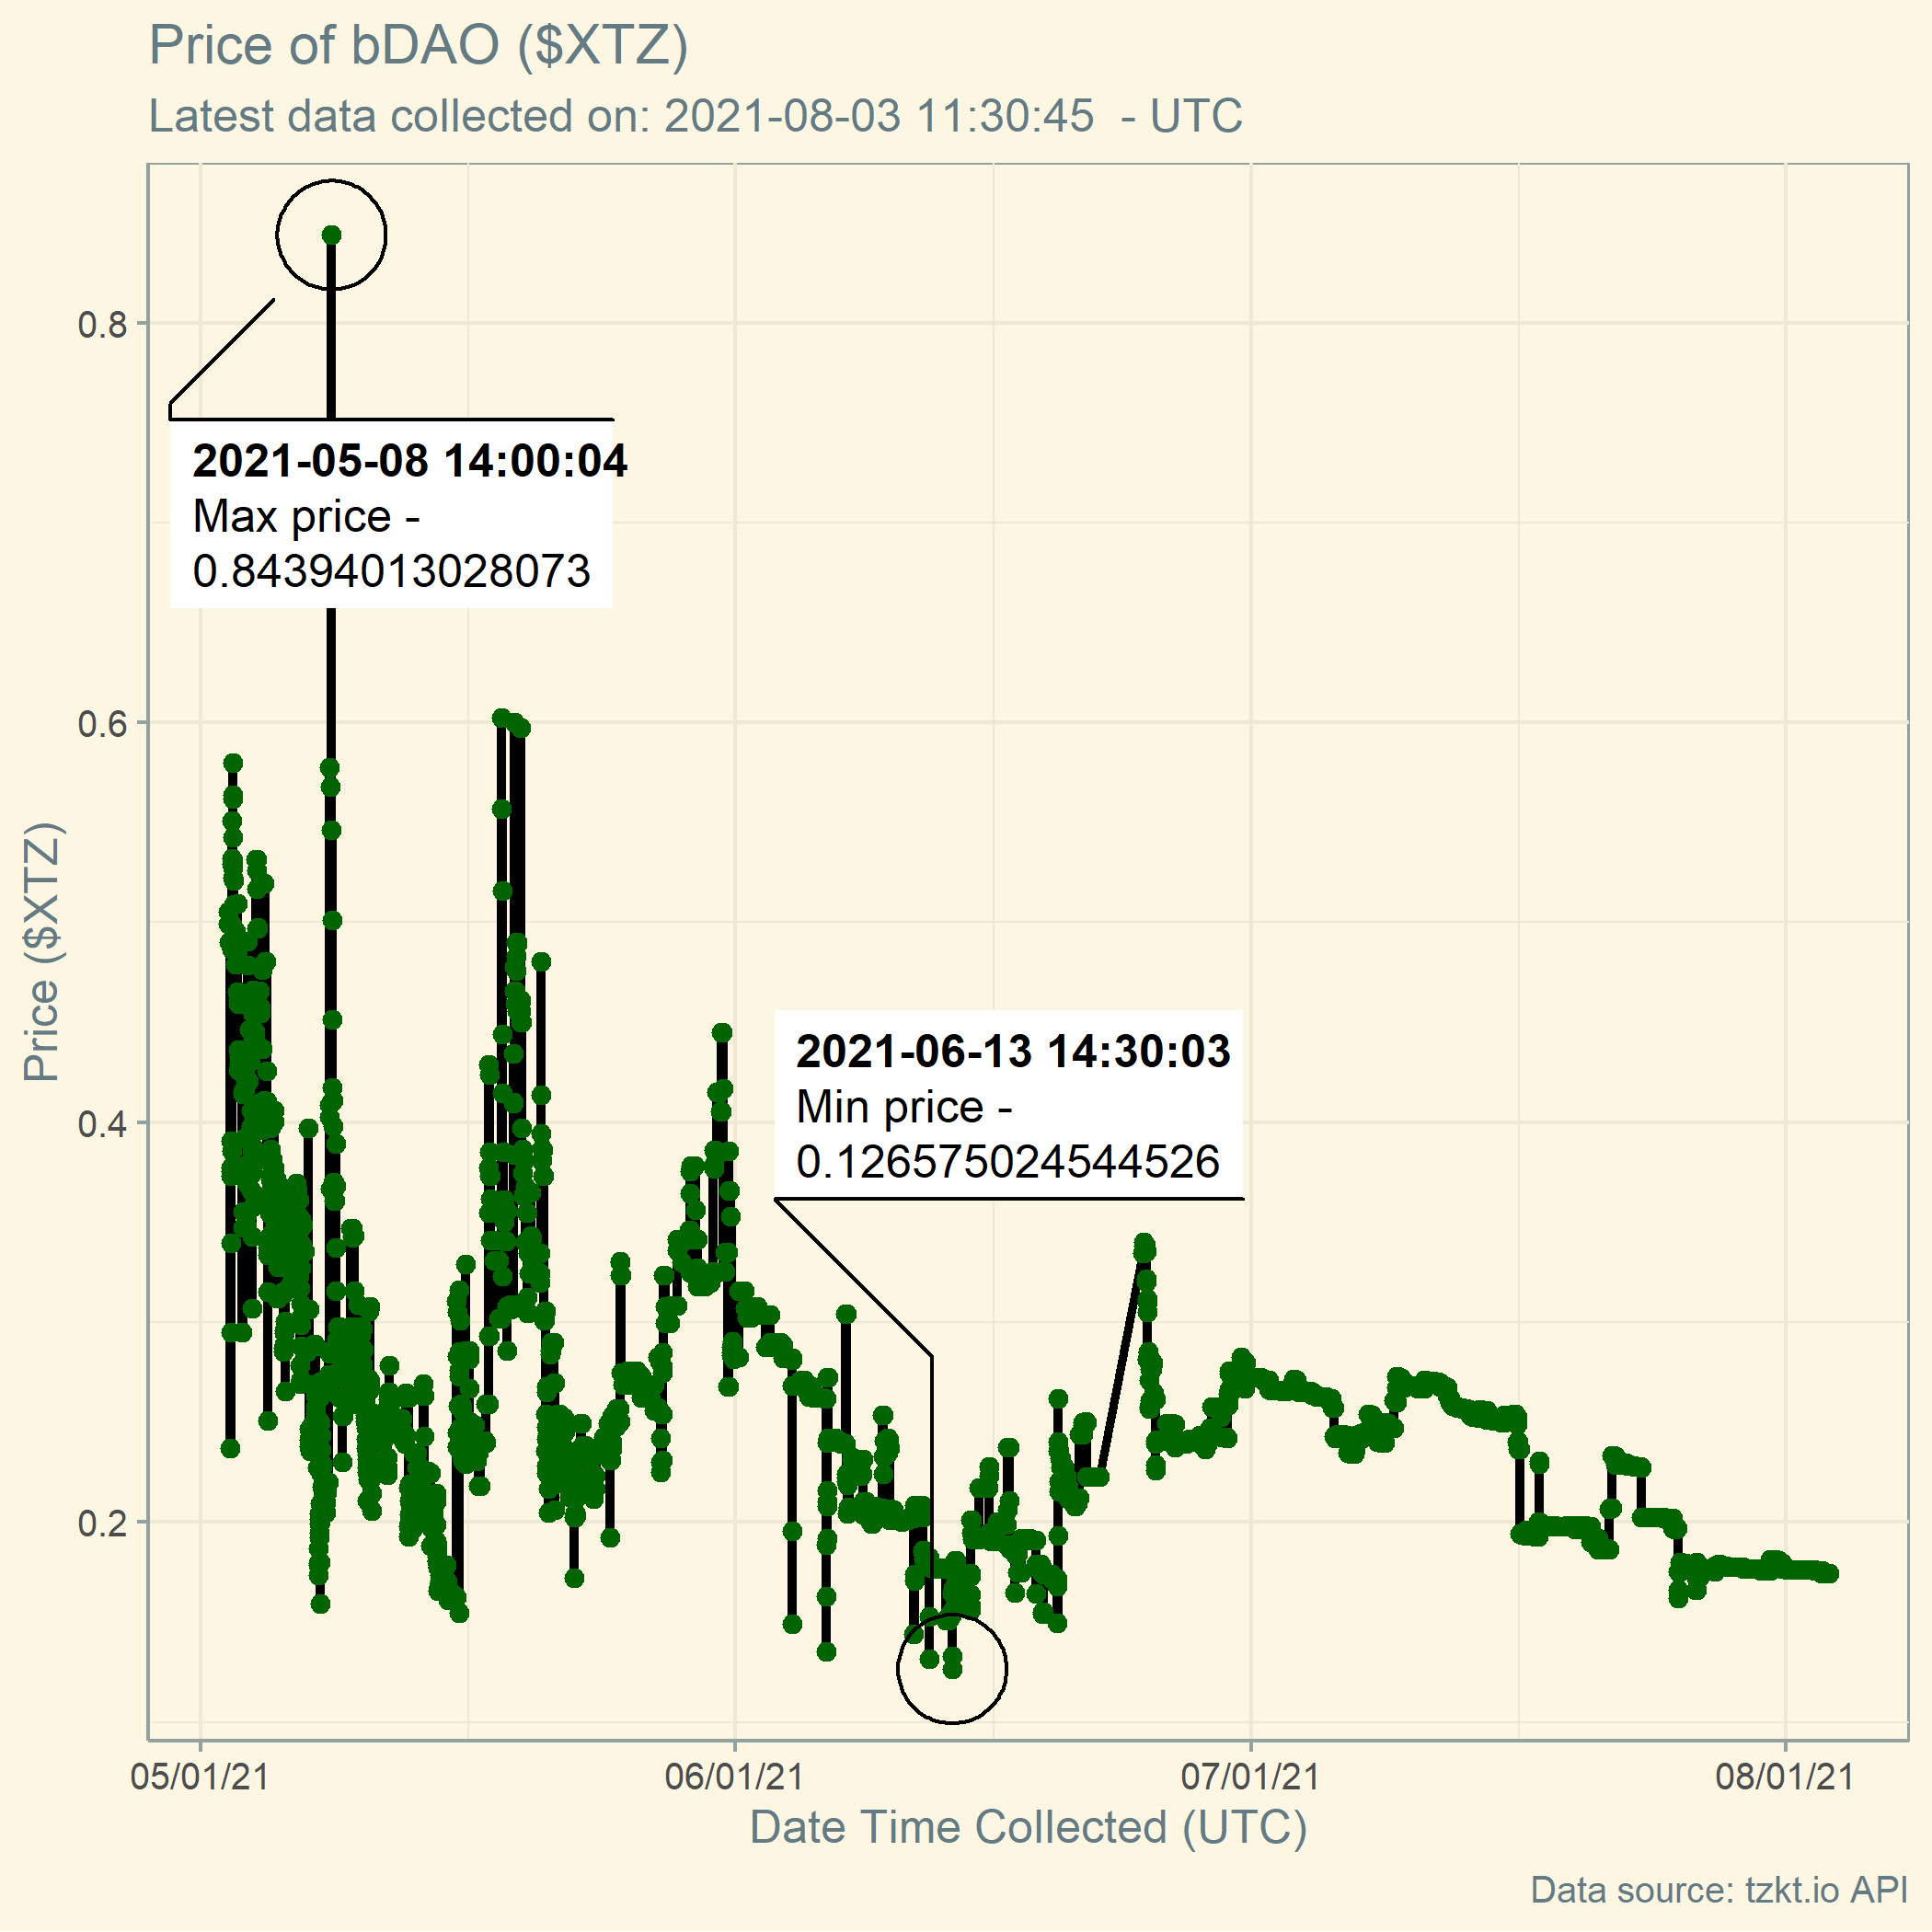 Price of bDAO ($XTZ)
Latest data collected on: 2021-08-03 11:30:45  - UTC
0.8
0.6
0.4
0.2
Price ($XTZ)
2021-05-08 14:00:04
Max price -
0.84394013028073
2021-06-13 14:30:03
Min price -
0.126575024544526
05/01/21
06/01/21
07/01/21
08/01/21
Date Time Collected (UTC)
Data source: tzkt.io API